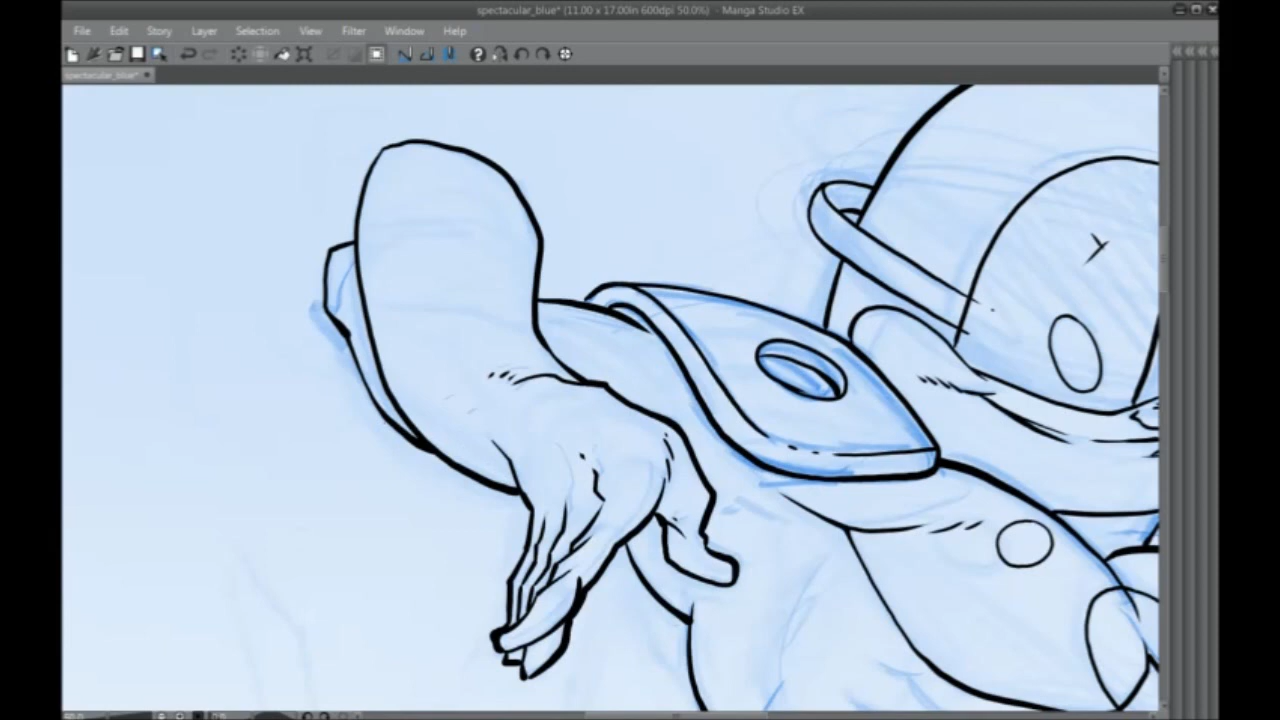 spectacular_blue* (11.00 x 17.00in 600dpi 50.0%) - Manga Studio EX
File Edit Story Layer Selection View Filter Window Help
spectacular_blue*